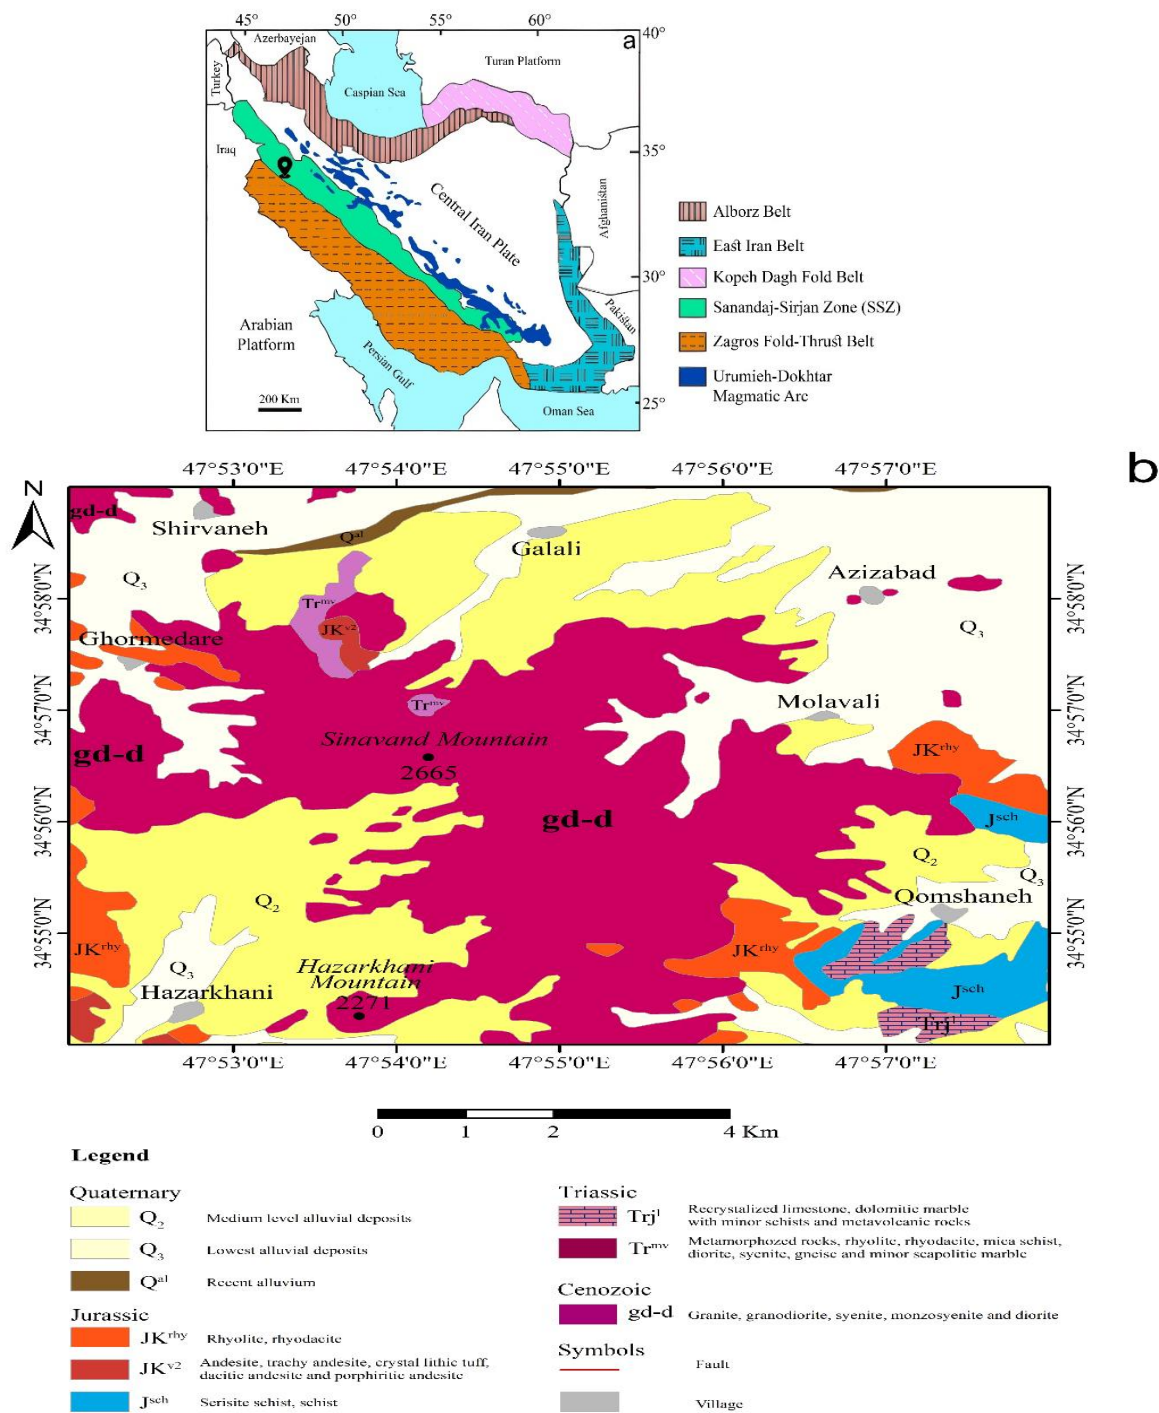 45° 50° 55° 60°
a
40°
Azerbayejan
Turan Platform
Turkey
Caspian Sea
Iraq
35°
Central Iran Plate
Afghanistan
Alborz Belt
East Iran Belt
30°
Kopeh Dagh Fold Belt
Pakistan
Sanandaj-Sirjan Zone (SSZ)
Arabian
Platform
Zagros Fold-Thrust Belt
Persian Gulf
Urumieh-Dokhtar
Magmatic Arc
200 Km
Oman Sea
25°
b
47°53'0"E 47°54'0"E 47°55'0"E 47°56'0"E 47°57'0"E
N
gd-d
Shirvaneh
Qal
Galali
Azizabad
Q3
34°58'0"N
34°58'0"N
Trmv
JKv2
Q3
Ghormedare
34°57'0"N
34°57'0"N
Trmv
Molavali
Sinavand Mountain
2665
gd-d
JKrhy
34°56'0"N
34°56'0"N
gd-d
Jsch
Q2
Q3
Q2
Qomshaneh
34°55'0"N
34°55'0"N
JKrhy
JKrhy
Q3
Hazarkhani
Mountain
2271
Hazarkhani
Jsch
Trjl
47°53'0"E 47°54'0"E 47°55'0"E 47°56'0"E 47°57'0"E
0 1 2 4 Km
Legend
Quaternary
Q2 Medium level alluvial deposits
Q3 Lowest alluvial deposits
Qal Recent alluvium
Jurassic
JKrhy Rhyolite, rhyodacite
JKv2 Andesite, trachy andesite, crystal lithic tuff,
dacitic andesite and porphiritic andesite
Jsch Serisite schist, schist
Triassic
Trjl Recrystalized limestone, dolomitic marble
with minor schists and metavolcanic rocks
Trmv Metamorphozed rocks, rhyolite, rhyodacite, mica schist,
diorite, syenite, gneise and minor scapolitic marble
Cenozoic
gd-d Granite, granodiorite, syenite, monzosyenite and diorite
Symbols
Fault
Village